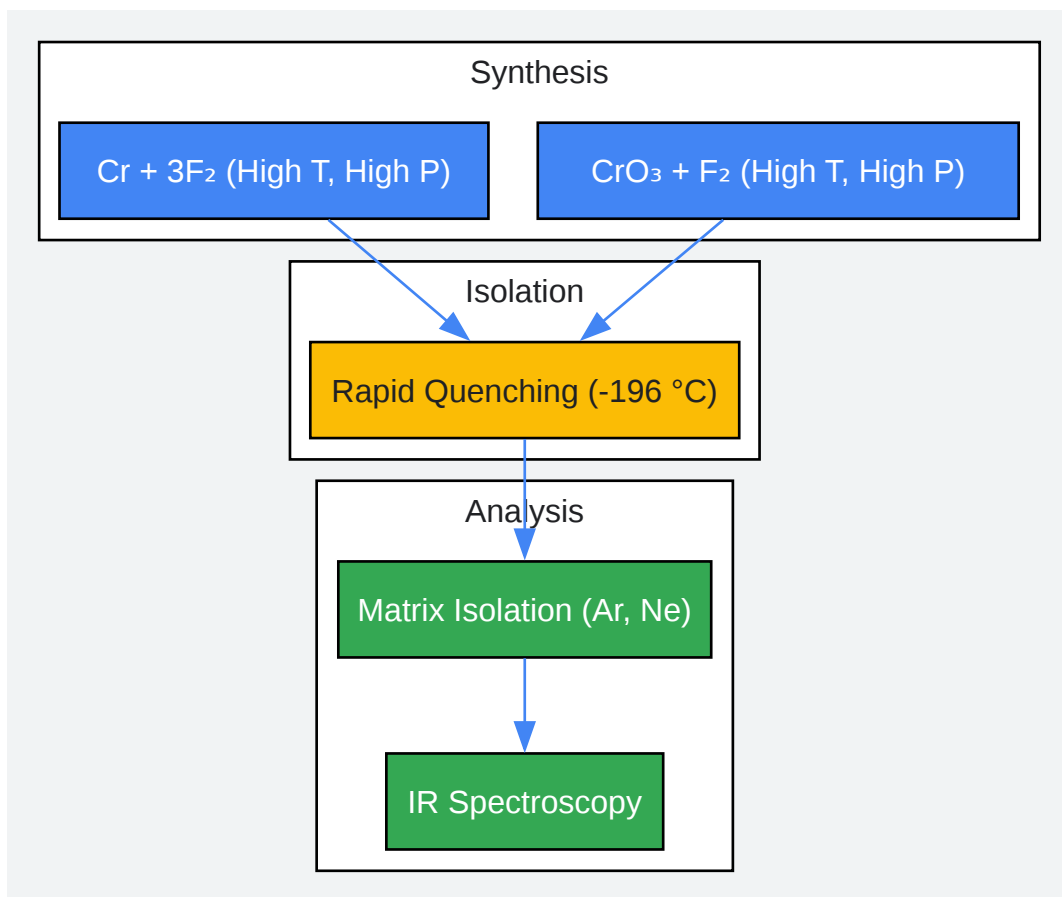 Synthesis
Cr + 3F₂ (High T, High P)
CrO₃ + F₂ (High T, High P)
Isolation
Rapid Quenching (-196 °C)
Analysis
Matrix Isolation (Ar, Ne)
IR Spectroscopy